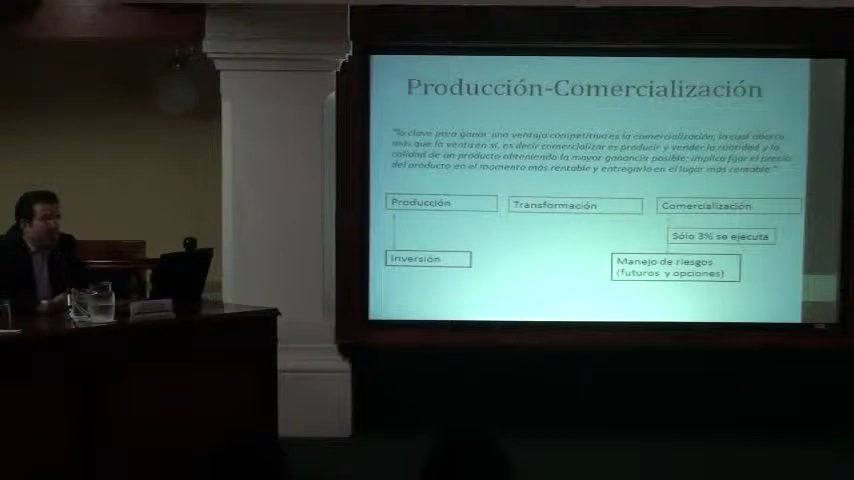 Producción-Comercialización
"la clave para ganar una ventaja competitiva es la comercialización, la cual abarca
más que la venta en sí, es decir comercializar es producir y vender la cantidad y la
calidad de un producto obteniendo la mayor ganancia posible; implica fijar el precio
del producto en el momento más rentable y entregarlo en el lugar más rentable."
Producción
Transformación
Comercialización
Sólo 3% se ejecuta
Inversión
Manejo de riesgos
(futuros y opciones)